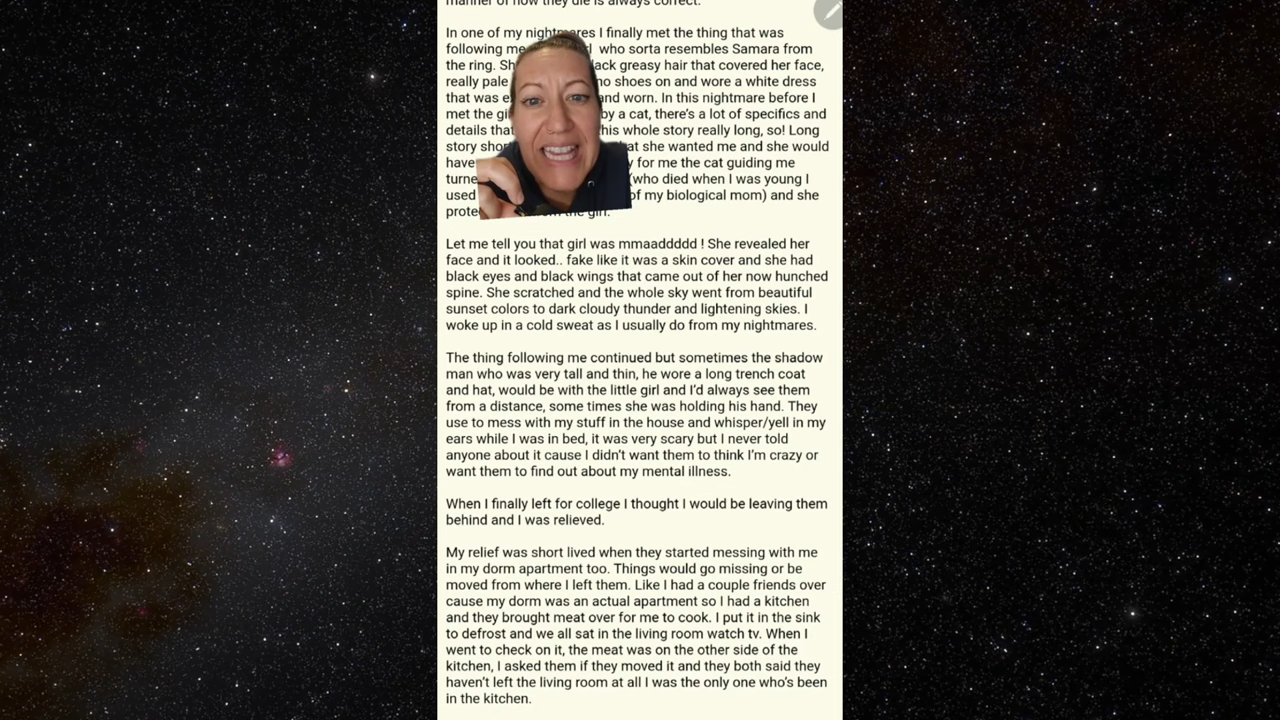 manner of how they die is always correct.
In one of my nightmares I finally met the thing that was
following me who sorta resembles Samara from
the ring. greasy hair that covered her face,
really pale no shoes on and wore a white dress
that was and worn. In this nightmare before I
met the by a cat, there's a lot of specifics and
details that this whole story really long, so! Long
story short that she wanted me and she would
have for me the cat guiding me
turned (who died when I was young I
used of my biological mom) and she
from the girl.
Let me tell you that girl was mmaaddddd ! She revealed her
face and it looked.. fake like it was a skin cover and she had
black eyes and black wings that came out of her now hunched
spine. She scratched and the whole sky went from beautiful
sunset colors to dark cloudy thunder and lightening skies. I
woke up in a cold sweat as I usually do from my nightmares.
The thing following me continued but sometimes the shadow
man who was very tall and thin, he wore a long trench coat
and hat, would be with the little girl and I'd always see them
from a distance, some times she was holding his hand. They
use to mess with my stuff in the house and whisper/yell in my
ears while I was in bed, it was very scary but I never told
anyone about it cause I didn't want them to think I'm crazy or
want them to find out about my mental illness.
When I finally left for college I thought I would be leaving them
behind and I was relieved.
My relief was short lived when they started messing with me
in my dorm apartment too. Things would go missing or be
moved from where I left them. Like I had a couple friends over
cause my dorm was an actual apartment so I had a kitchen
and they brought meat over for me to cook. I put it in the sink
to defrost and we all sat in the living room watch tv. When I
went to check on it, the meat was on the other side of the
kitchen, I asked them if they moved it and they both said they
haven't left the living room at all I was the only one who's been
in the kitchen.